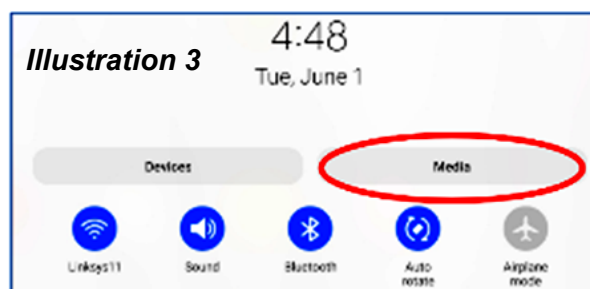 Illustration 3
4:48
Tue, June 1
Devices
Media
Linksys11
Sound
Bluetooth
Auto
rotate
Airplane
mode